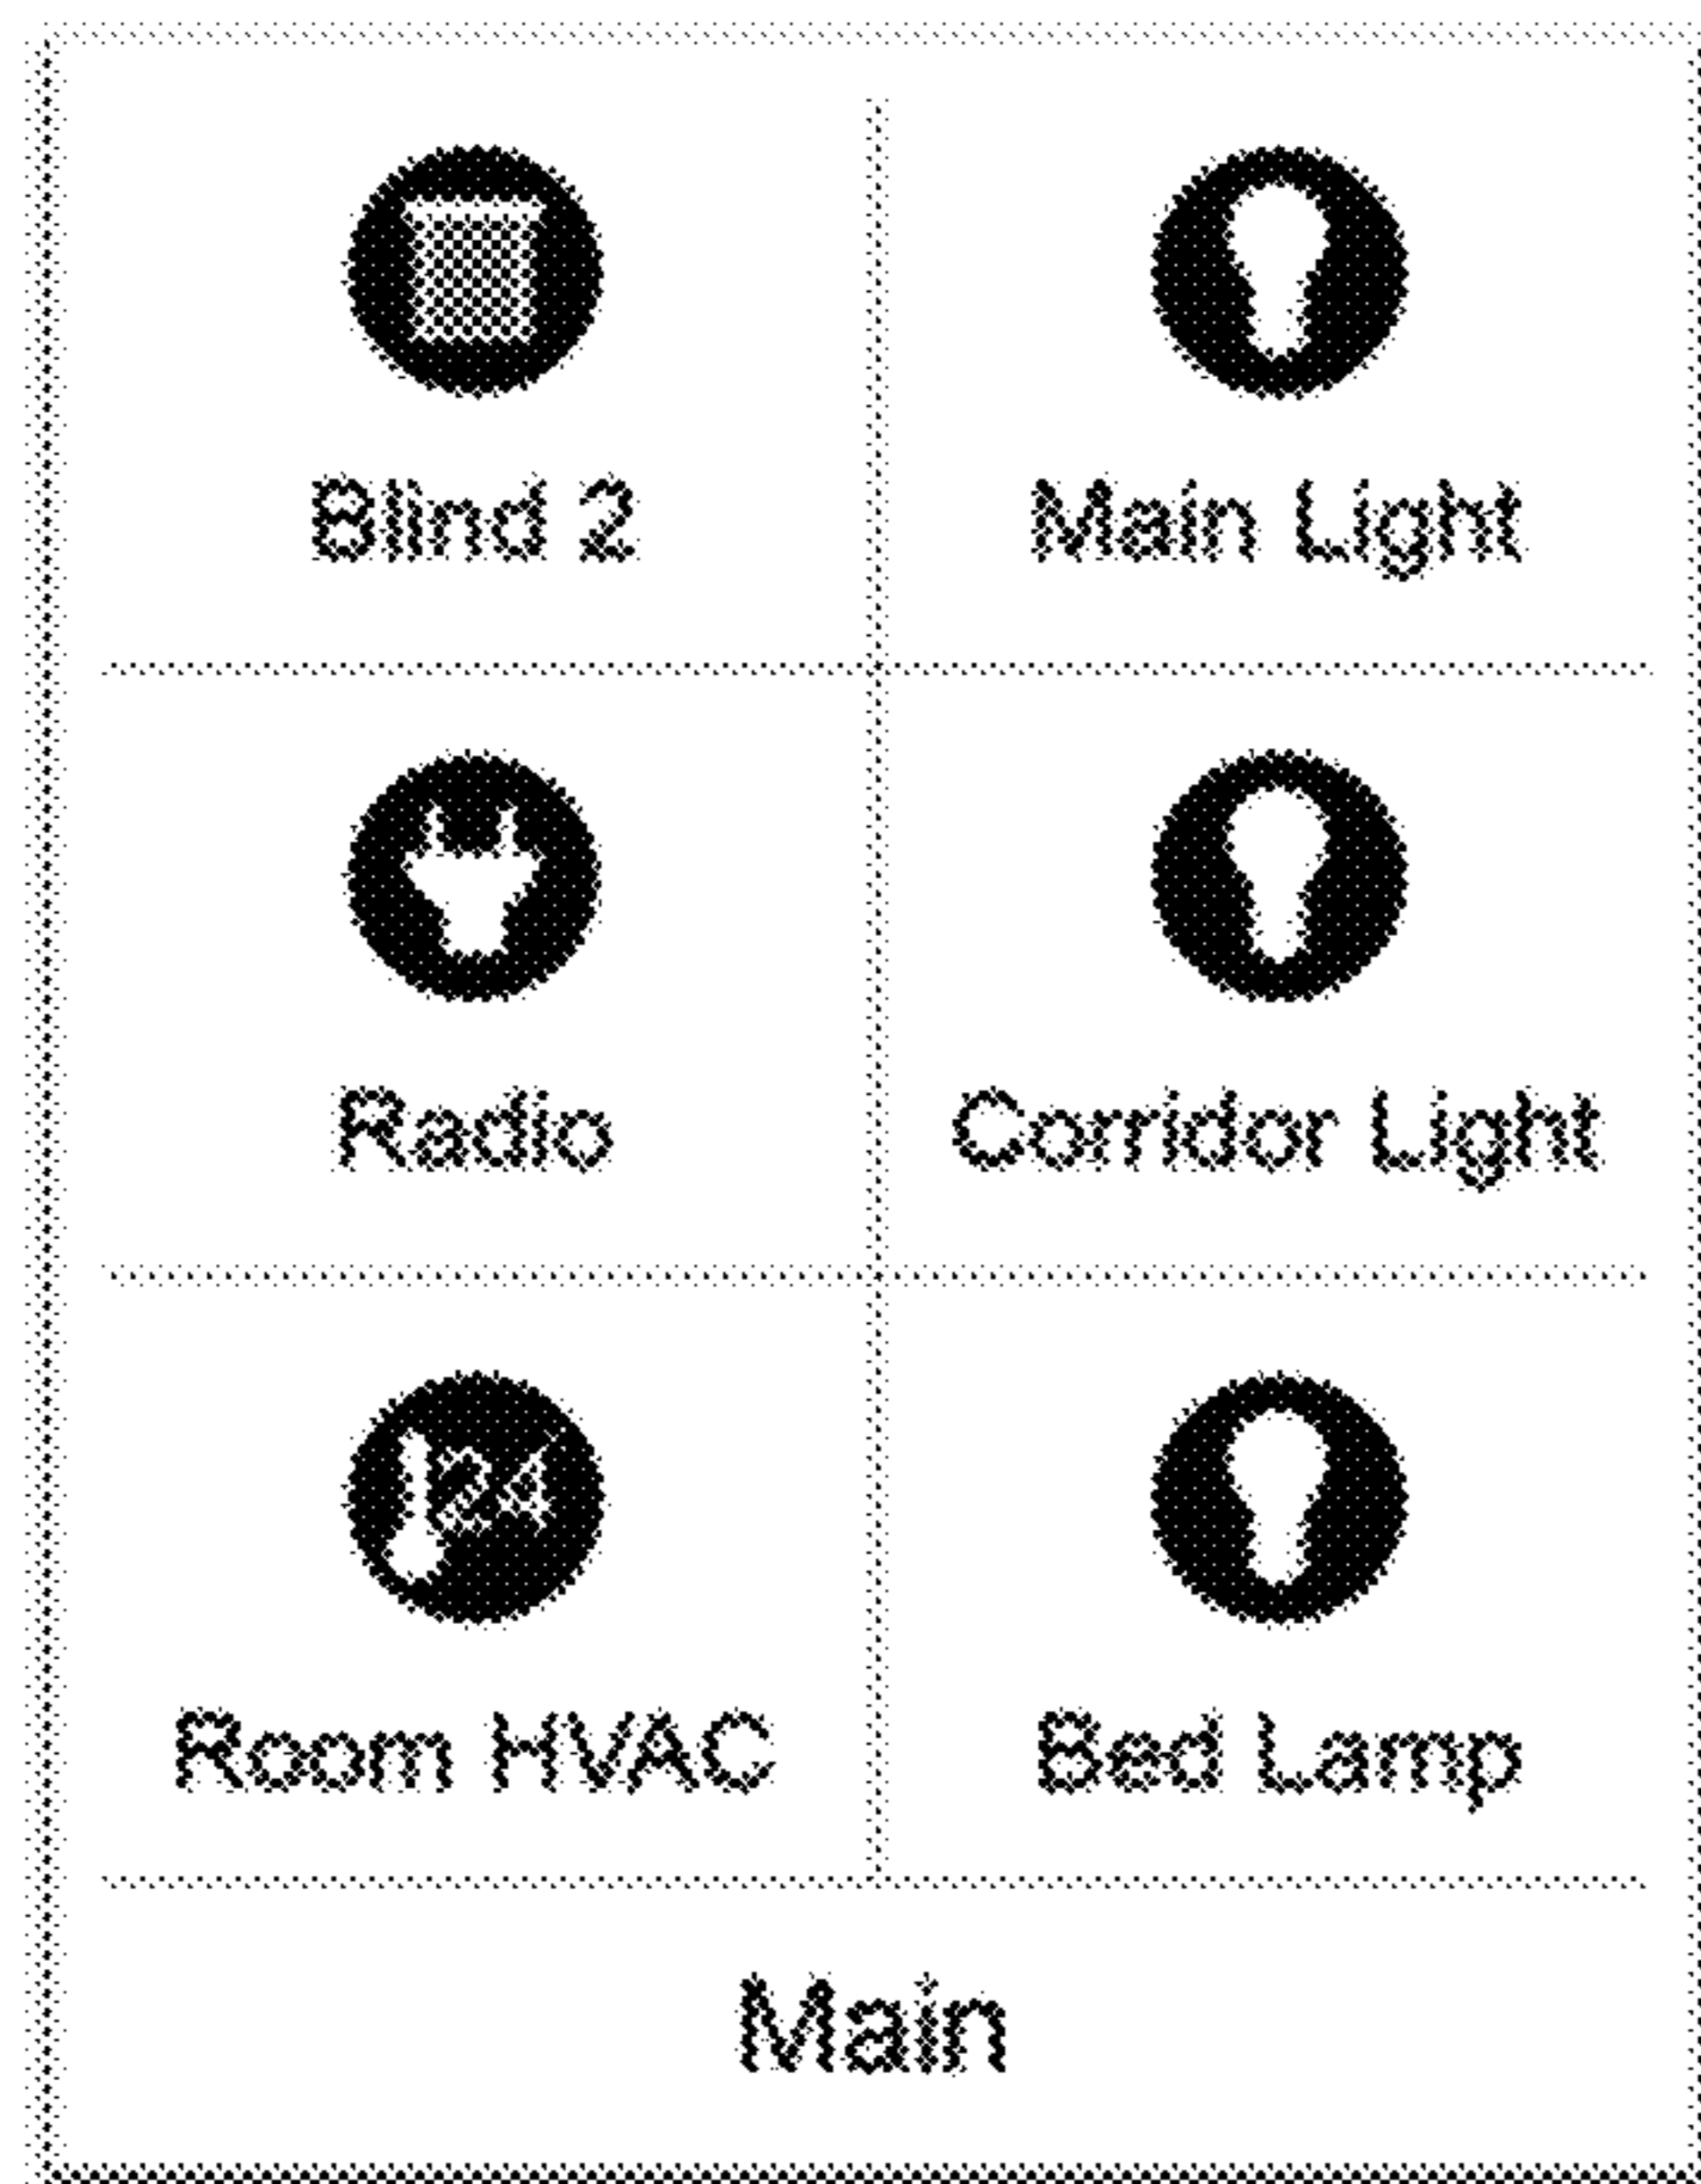 Blind 2
Main Light
Radio
Corridor Light
Room HVAC
Bed Lamp
Main